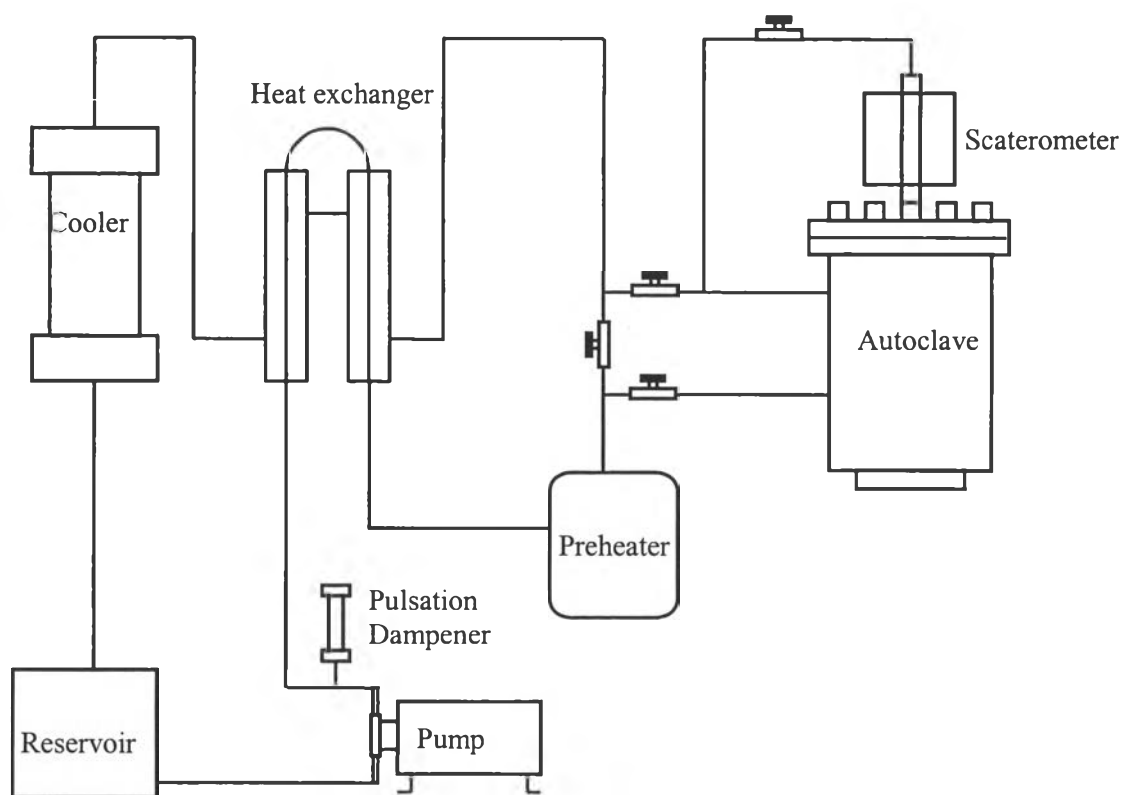 Heat exchanger
Scaterometer
Cooler
Autoclave
Preheater
Pulsation
Dampener
Reservoir
Pump